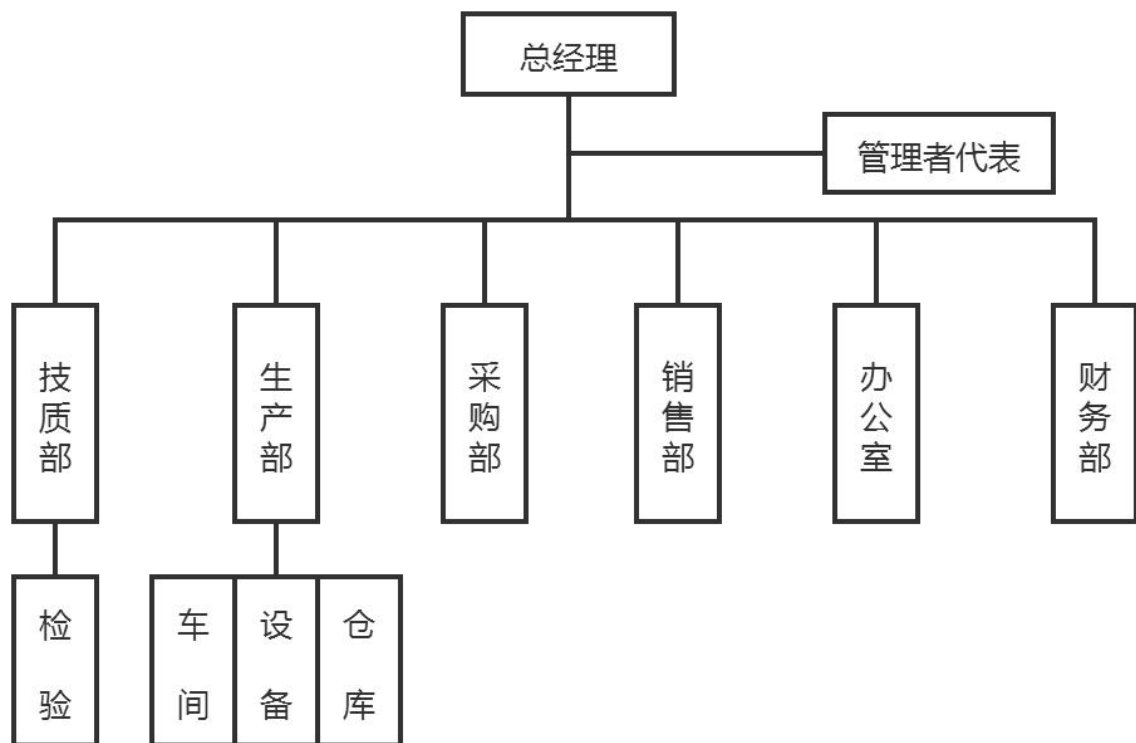 总经理
管理者代表
技质部
生产部
采购部
销售部
办公室
财务部
检验
车间
设备
仓库